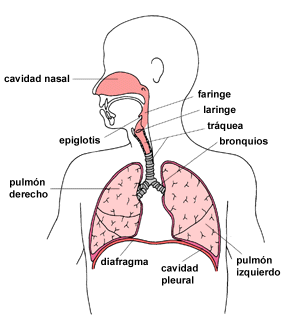 cavidad nasal
faringe
laringe
tráquea
epiglotis
bronquios
pulmón
derecho
diafragma
cavidad
pleural
pulmón
izquierdo